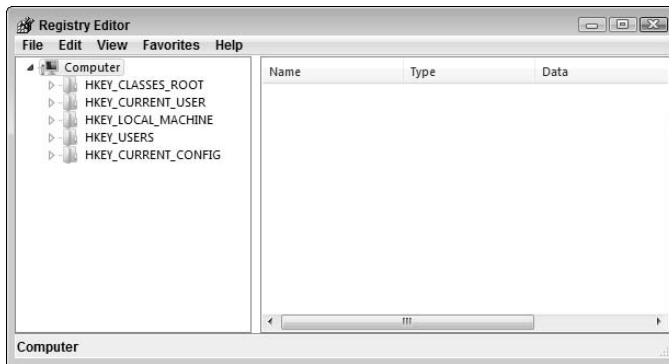 Registry Editor
File Edit View Favorites Help
Computer
HKEY_CLASSES_ROOT
HKEY_CURRENT_USER
HKEY_LOCAL_MACHINE
HKEY_USERS
HKEY_CURRENT_CONFIG
Name Type Data
Computer